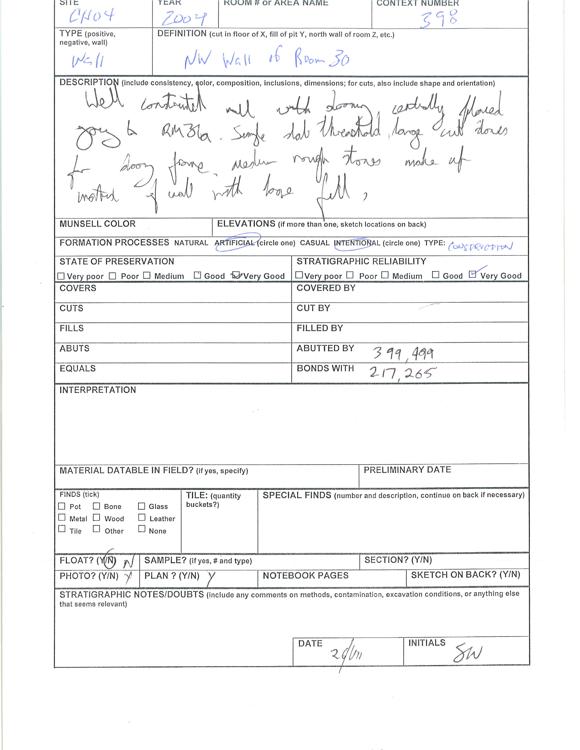 SITE YEAR ROOM # OR AREA NAME CONTEXT NUMBER
CH04 2004 398
TYPE (positive, negative, wall) DEFINITION (cut in floor of X, fill of pit Y, north wall of room Z, etc.)
Wall NW Wall of Room 30
DESCRIPTION (include consistency, color, composition, inclusions, dimensions; for cuts, also include shape and orientation)
Well constructed wall with doorway centrally placed
going to RM31a. Single slab threshold, large cut stones
for door frame. medium rough stones make up
of wall with loose fill,
MUNSELL COLOR ELEVATIONS (if more than one, sketch locations on back)
FORMATION PROCESSES NATURAL ARTIFICIAL (circle one) CASUAL INTENTIONAL (circle one) TYPE: CONSTRUCTION
STATE OF PRESERVATION STRATIGRAPHIC RELIABILITY
Very poor Poor Medium Good Very Good Very poor Poor Medium Good Very Good
COVERS COVERED BY
CUTS CUT BY
FILLS FILLED BY
ABUTS ABUTTED BY 399, 499
EQUALS BONDS WITH 217, 265
INTERPRETATION
MATERIAL DATABLE IN FIELD? (if yes, specify) PRELIMINARY DATE
FINDS (tick) TILE: (quantity buckets?) SPECIAL FINDS (number and description, continue on back if necessary)
Pot Bone Glass
Metal Wood Leather
Tile Other None
FLOAT? (Y/N) N SAMPLE? (if yes, # and type) SECTION? (Y/N)
PHOTO? (Y/N) Y PLAN ? (Y/N) Y NOTEBOOK PAGES SKETCH ON BACK? (Y/N)
STRATIGRAPHIC NOTES/DOUBTS (include any comments on methods, contamination, excavation conditions, or anything else
that seems relevant)
DATE INITIALS
SW